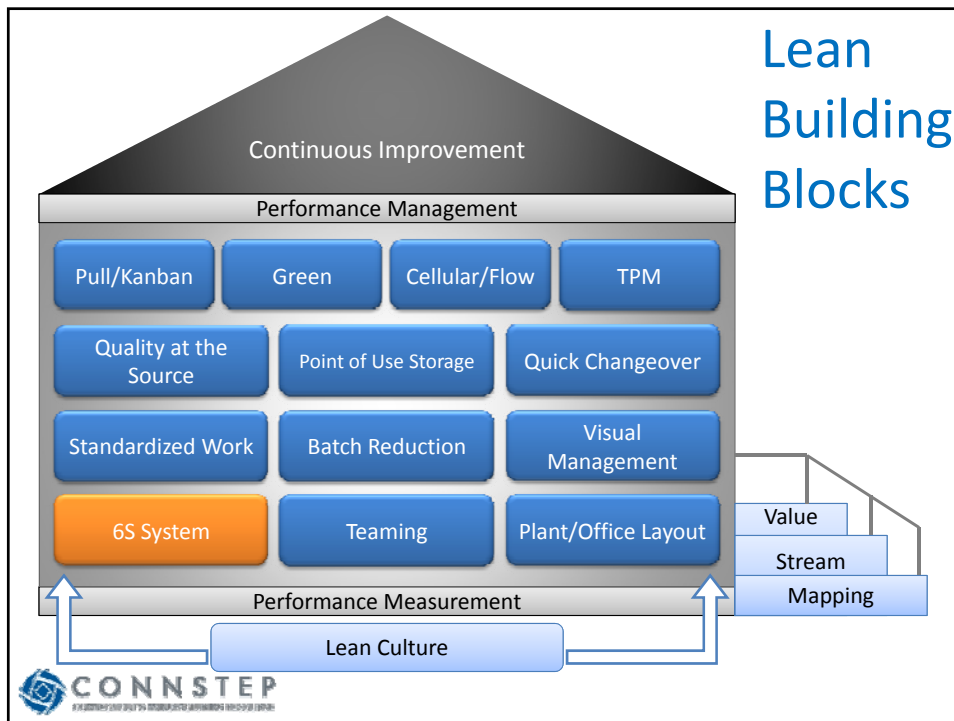 Lean
Building
Blocks
Continuous Improvement
Performance Management
Pull/Kanban
Green
Cellular/Flow
TPM
Quality at the
Source
Point of Use Storage
Quick Changeover
Standardized Work
Batch Reduction
Visual
Management
6S System
Teaming
Plant/Office Layout
Value
Stream
Mapping
Performance Measurement
Lean Culture
CONNSTEP